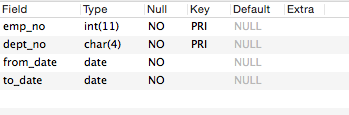 Field Type Null Key Default Extra
emp_no int(11) NO PRI NULL
dept_no char(4) NO PRI NULL
from_date date NO NULL
to_date date NO NULL